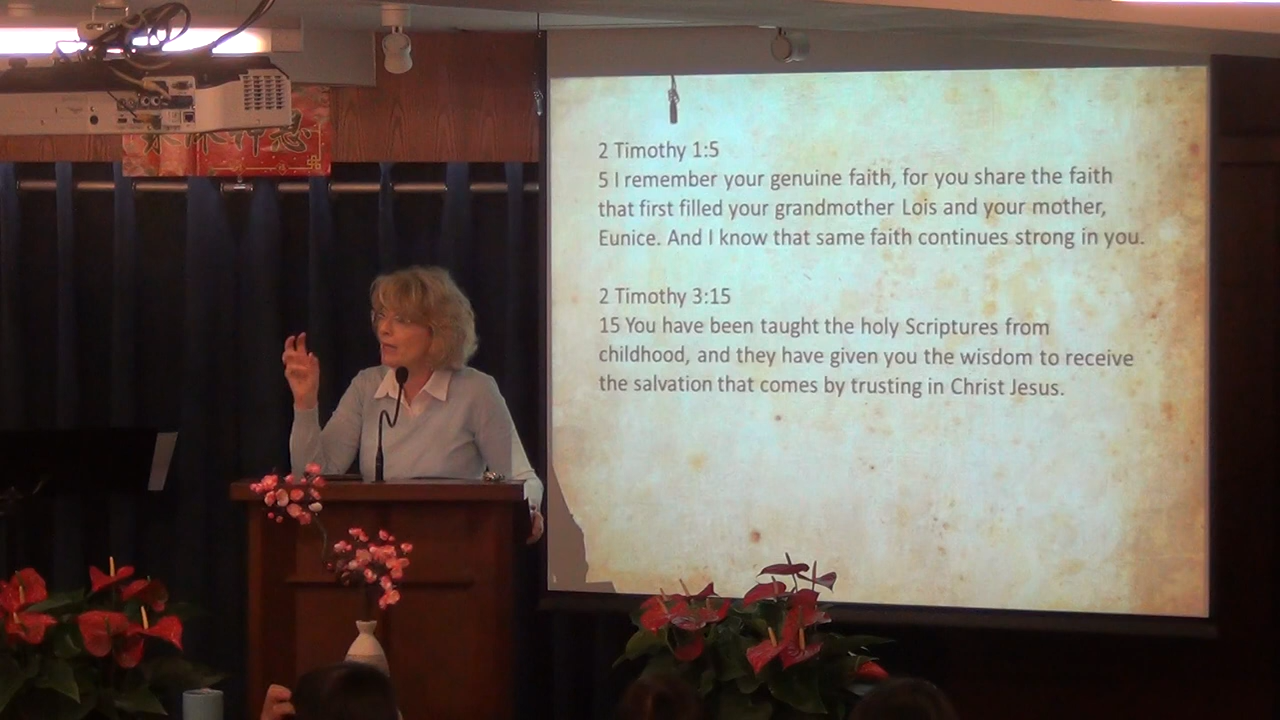 2 Timothy 1:5
5 I remember your genuine faith, for you share the faith
that first filled your grandmother Lois and your mother,
Eunice. And I know that same faith continues strong in you.
2 Timothy 3:15
15 You have been taught the holy Scriptures from
childhood, and they have given you the wisdom to receive
the salvation that comes by trusting in Christ Jesus.